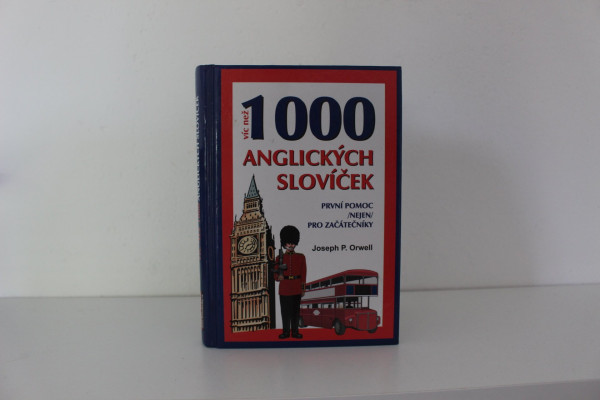 víc než
1000
ANGLICKÝCH
SLOVÍČEK
PRVNÍ POMOC
/NEJEN/
PRO ZAČÁTEČNÍKY
Joseph P. Orwell